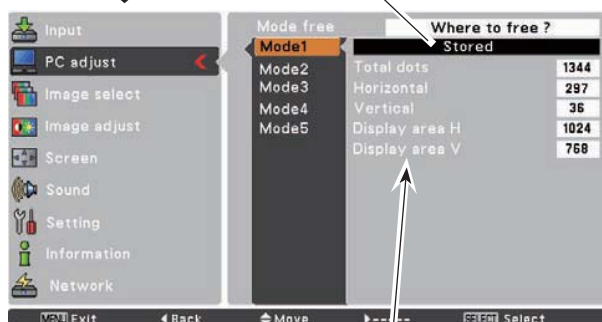 Input
PC adjust
Image select
Image adjust
Screen
Sound
Setting
Information
Network
Mode free
Mode1
Mode2
Mode3
Mode4
Mode5
Where to free ?
Stored
Total dots 1344
Horizontal 297
Vertical 36
Display area H 1024
Display area V 768
MENU Exit ◀Back Move ▶----- SELECT Select